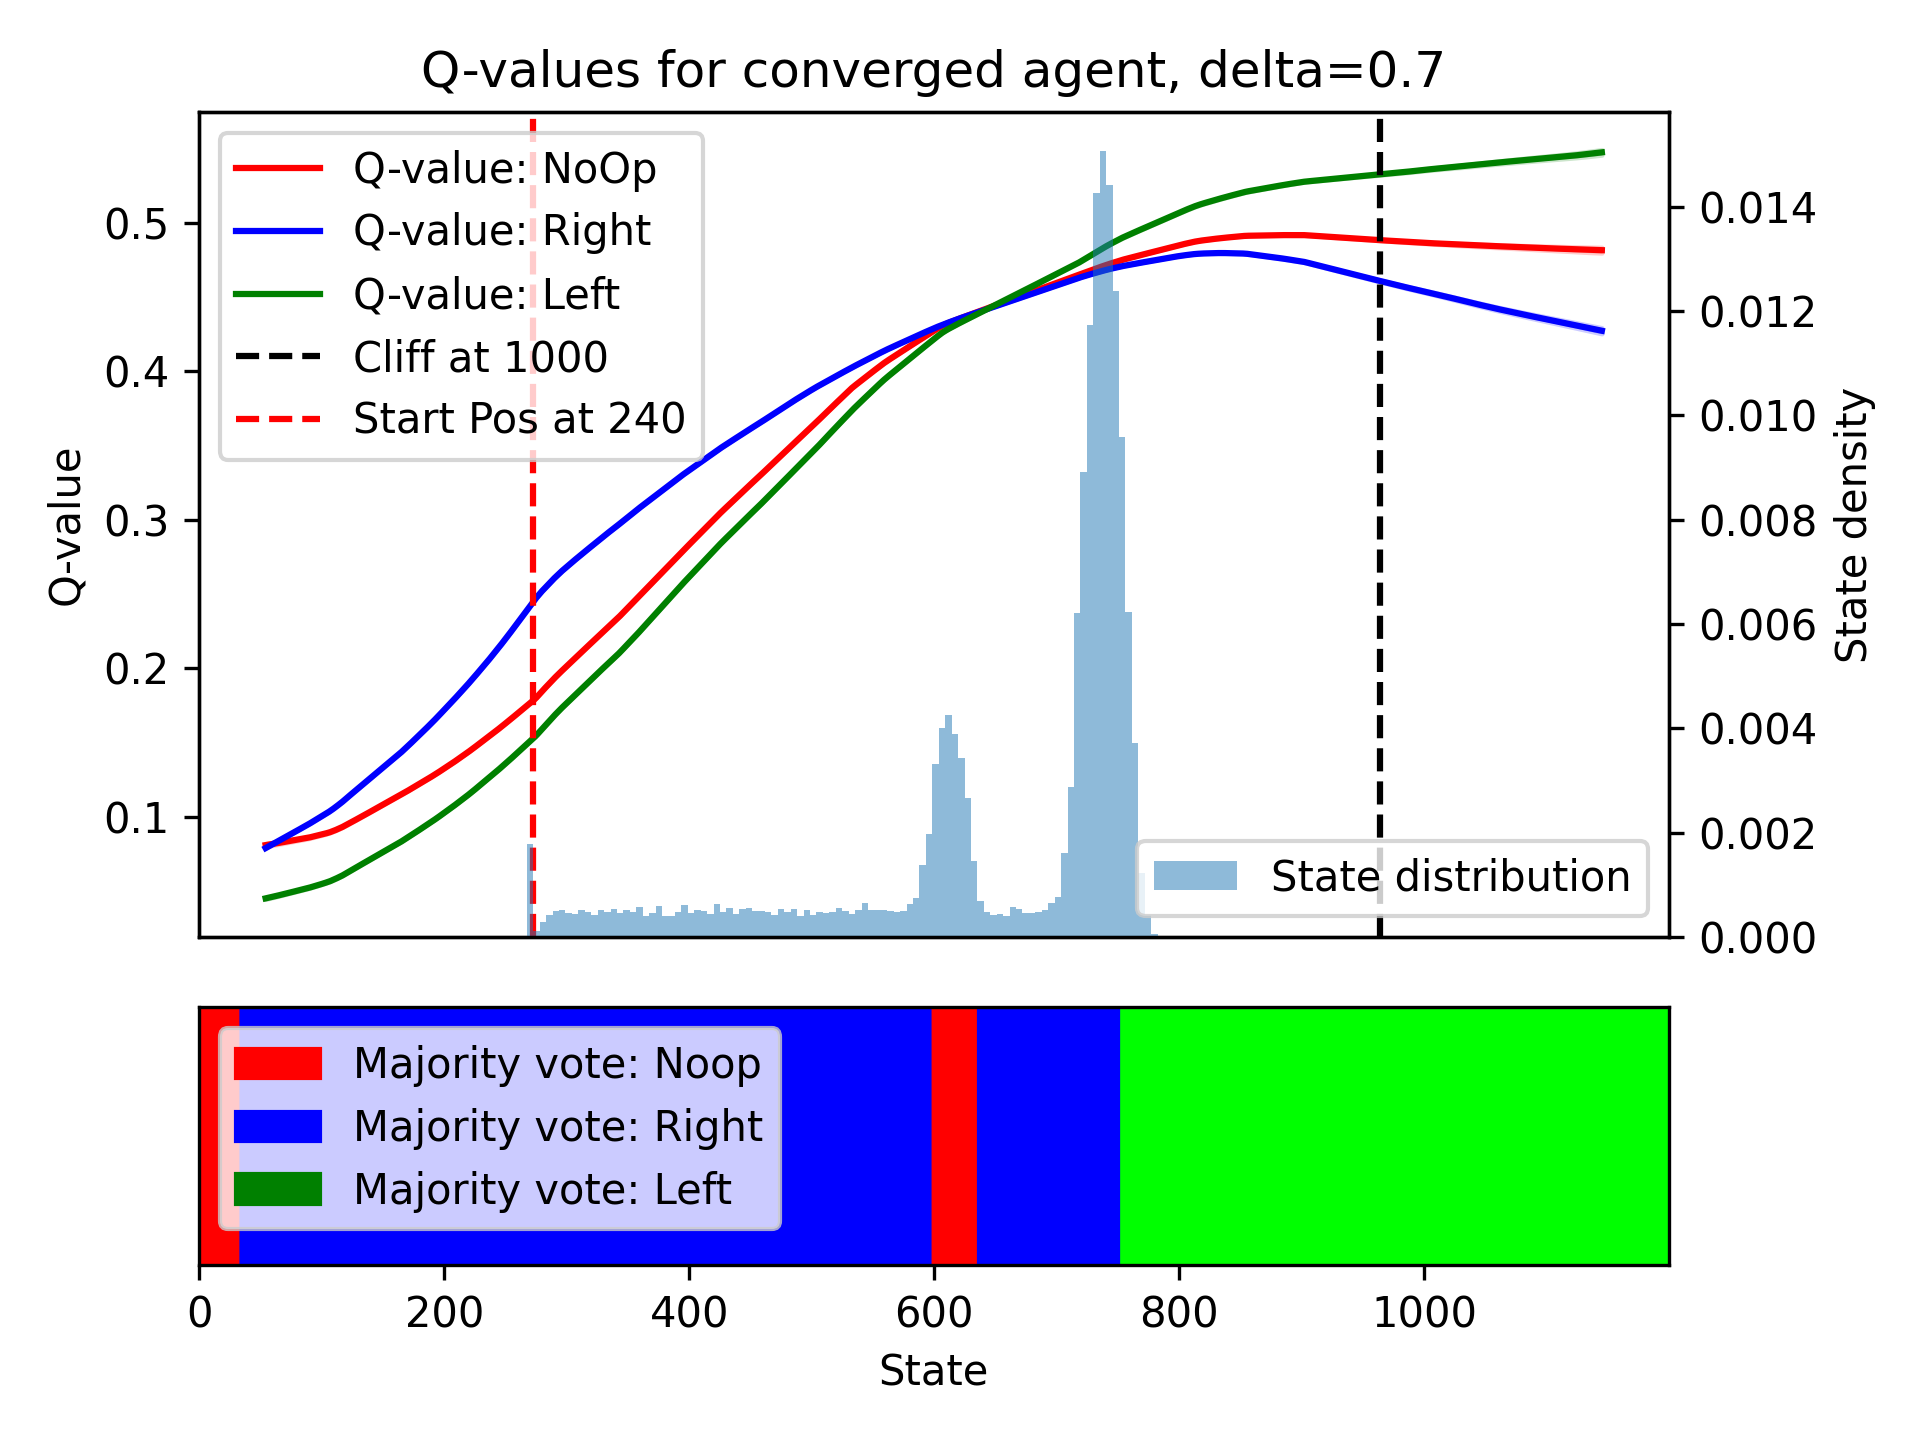 Q-values for converged agent, delta=0.7
Q-value: NoOp
Q-value: Right
Q-value: Left
Cliff at 1000
Start Pos at 240
0.5
0.4
0.3
0.2
0.1
Q-value
0.014
0.012
0.010
0.008
0.006
0.004
0.002
0.000
State density
State distribution
Majority vote: Noop
Majority vote: Right
Majority vote: Left
0 200 400 600 800 1000
State